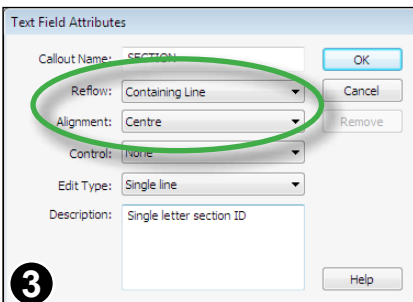 Text Field Attributes
Callout Name: SECTION OK
Reflow: Containing Line Cancel
Alignment: Centre Remove
Control: None
Edit Type: Single line
Description: Single letter section ID
3 Help